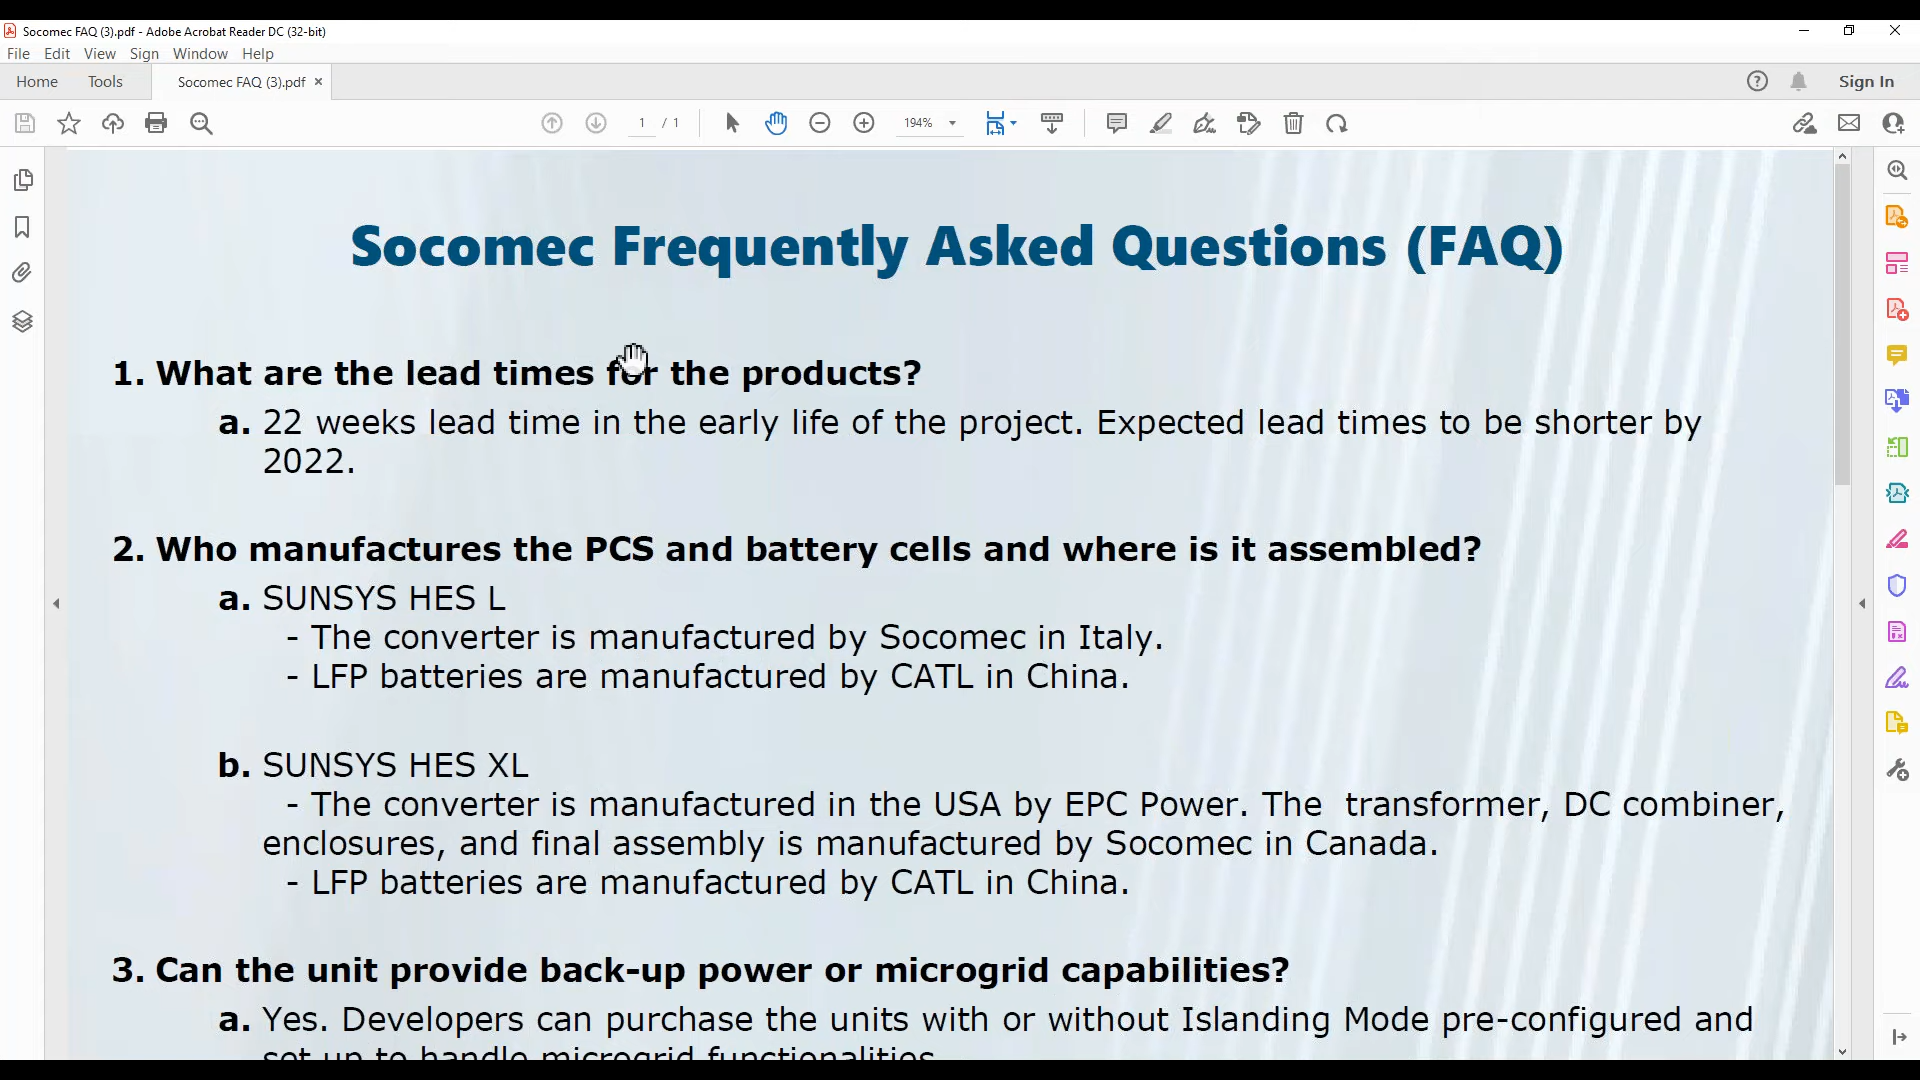 Socomec FAQ (3).pdf - Adobe Acrobat Reader DC (32-bit)
File Edit View Sign Window Help
Home Tools Socomec FAQ (3).pdf × Sign In
1 / 1 194%
Socomec Frequently Asked Questions (FAQ)
1. What are the lead times for the products?
a. 22 weeks lead time in the early life of the project. Expected lead times to be shorter by
2022.
2. Who manufactures the PCS and battery cells and where is it assembled?
a. SUNSYS HES L
- The converter is manufactured by Socomec in Italy.
- LFP batteries are manufactured by CATL in China.
b. SUNSYS HES XL
- The converter is manufactured in the USA by EPC Power. The transformer, DC combiner,
enclosures, and final assembly is manufactured by Socomec in Canada.
- LFP batteries are manufactured by CATL in China.
3. Can the unit provide back-up power or microgrid capabilities?
a. Yes. Developers can purchase the units with or without Islanding Mode pre-configured and
set up to handle microgrid functionalities.